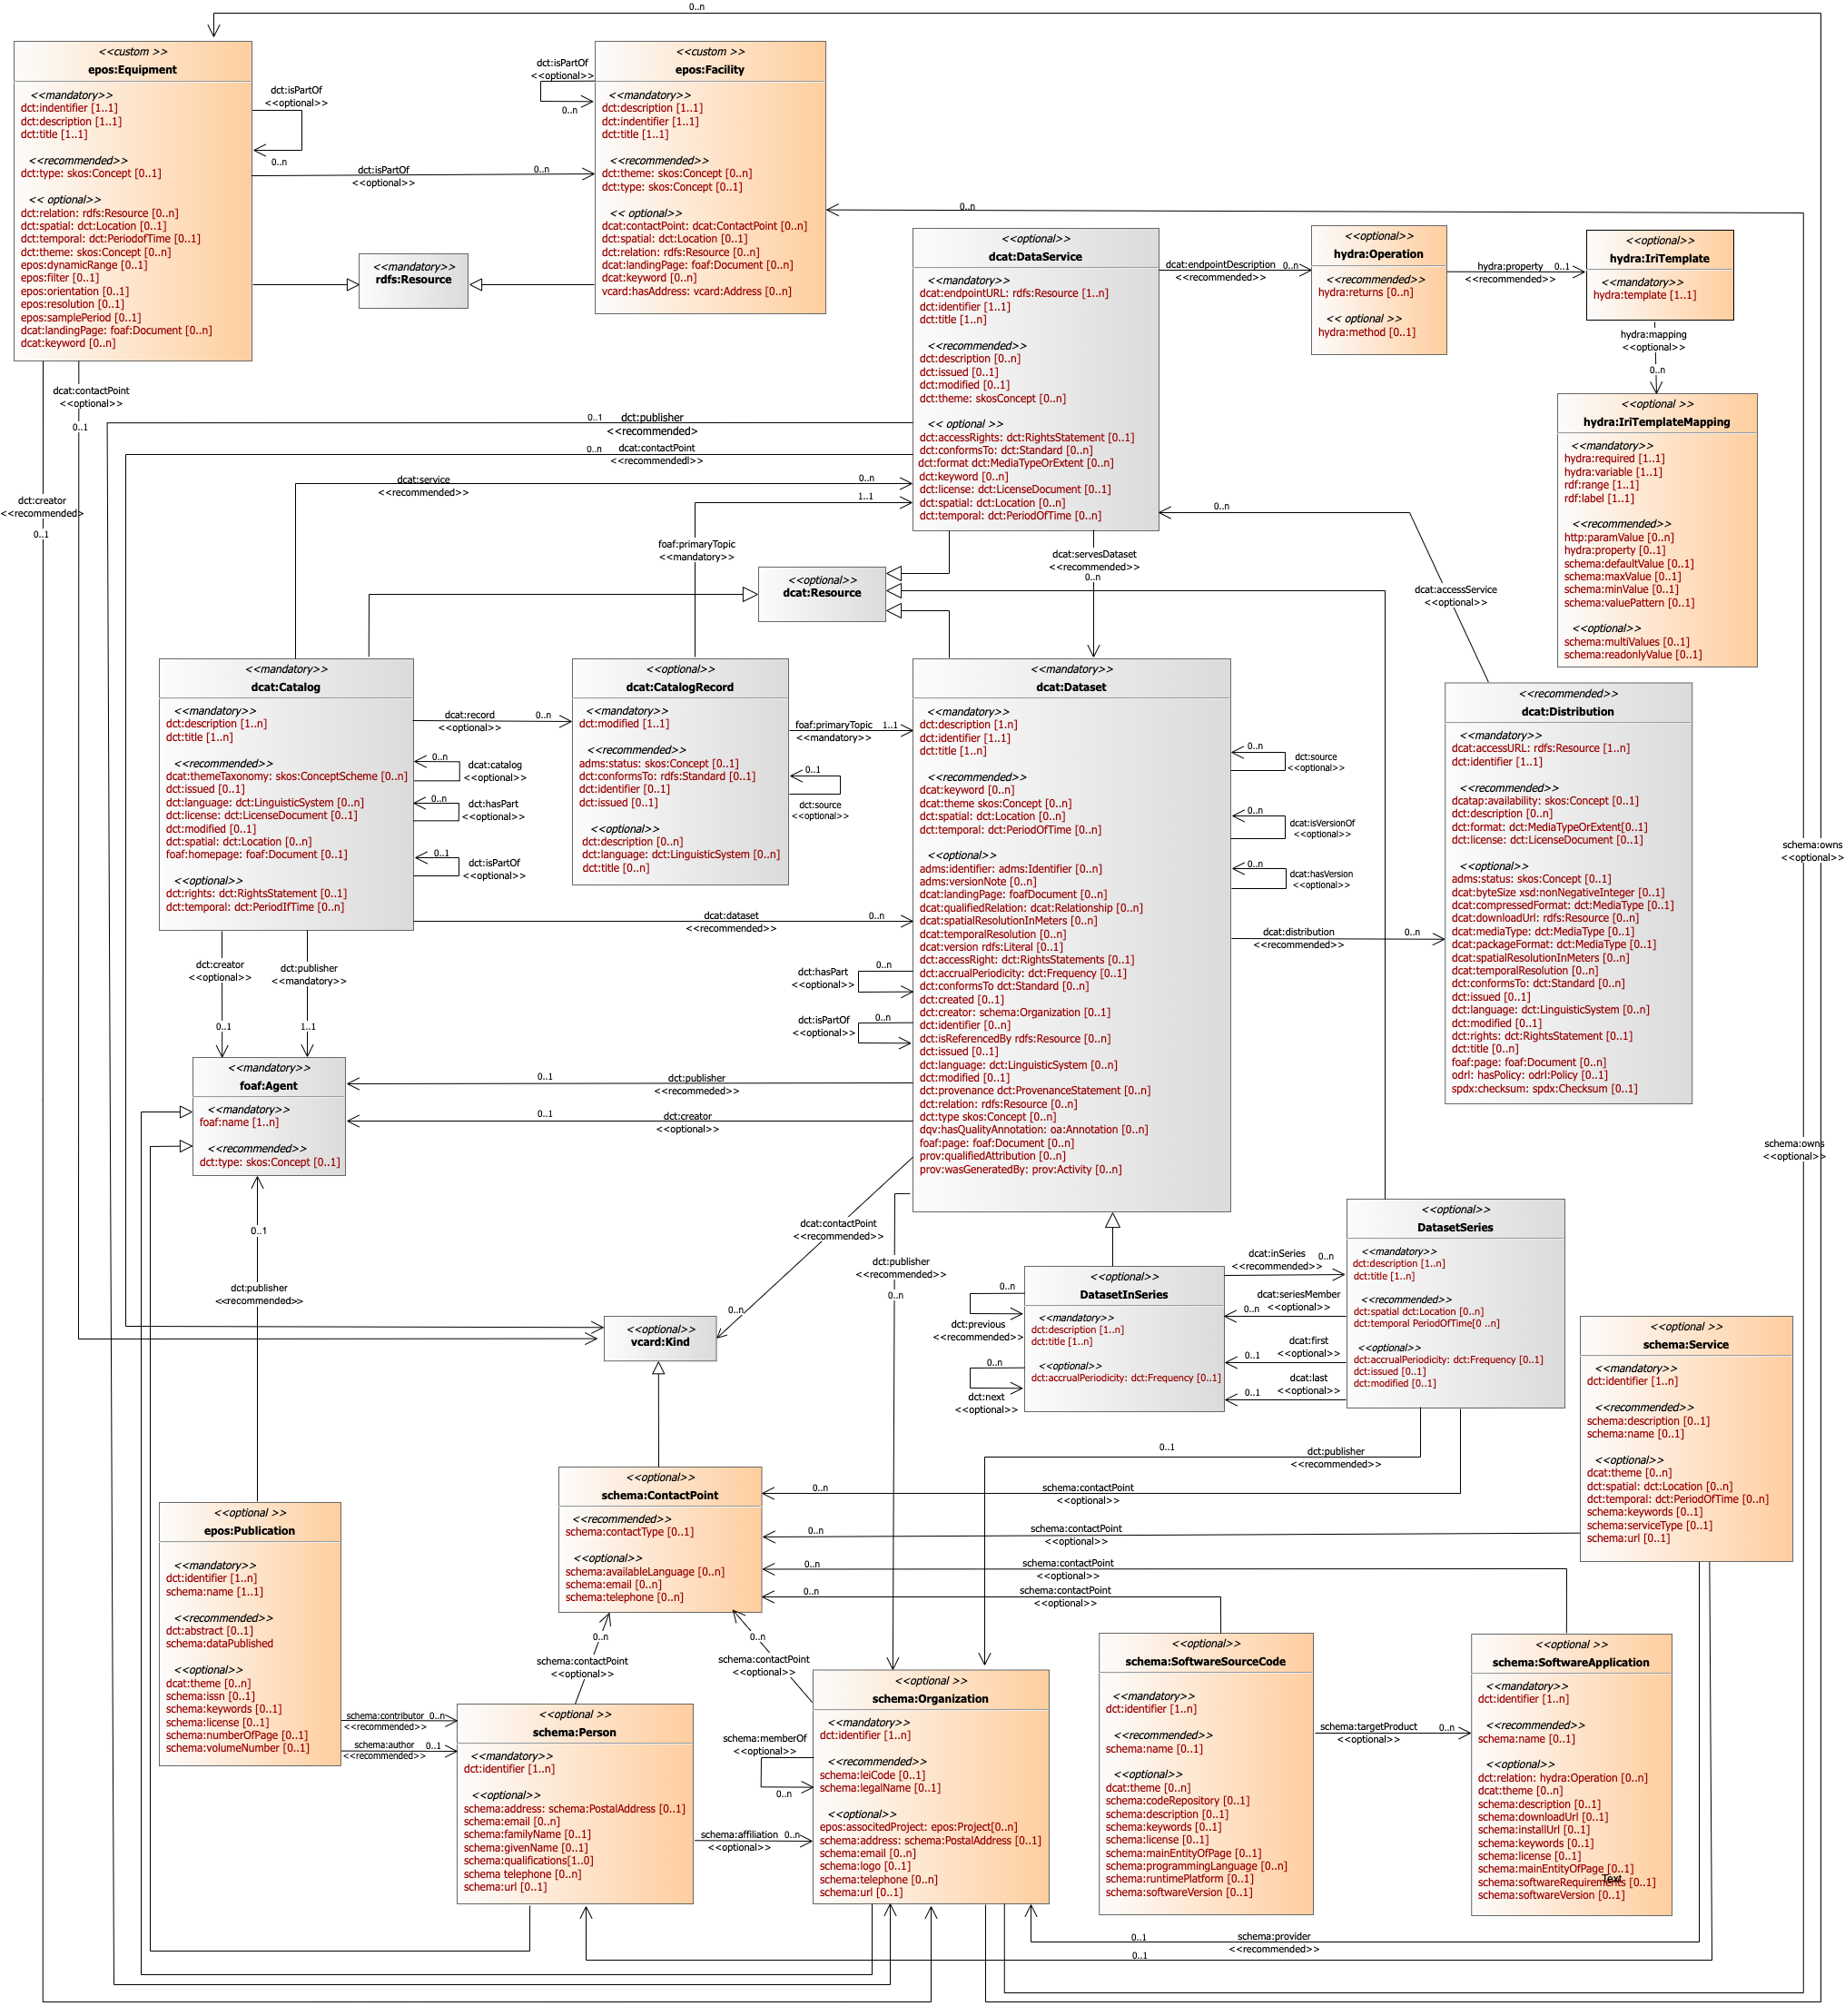 0..n
<<custom >>
epos:Equipment
<<mandatory>>
dct:indentifier [1..1]
dct:description [1..1]
dct:title [1..1]
<<recommended>>
dct:type: skos:Concept [0..1]
<< optional>>
dct:relation: rdfs:Resource [0..n]
dct:spatial: dct:Location [0..1]
dct:temporal: dct:PeriodofTime [0..1]
dct:theme: skos:Concept [0..n]
epos:dynamicRange [0..1]
epos:filter [0..1]
epos:orientation [0..1]
epos:resolution [0..1]
epos:samplePeriod [0..1]
dcat:landingPage: foaf:Document [0..n]
dcat:keyword [0..n]
dct:isPartOf
<<optional>>
0..n
dct:isPartOf
<<optional>>
0..n
dct:isPartOf
<<optional>>
0..n
<<custom >>
epos:Facility
<<mandatory>>
dct:description [1..1]
dct:indentifier [1..1]
dct:title [1..1]
<<recommended>>
dct:theme: skos:Concept [0..n]
dct:type: skos:Concept [0..1]
<< optional>>
dcat:contactPoint: dcat:ContactPoint [0..n]
dct:spatial: dct:Location [0..1]
dct:relation: rdfs:Resource [0..n]
dcat:landingPage: foaf:Document [0..n]
dcat:keyword [0..n]
vcard:hasAddress: vcard:Address [0..n]
0..n
<<mandatory>>
rdfs:Resource
<<optional>>
dcat:DataService
<<mandatory>>
dcat:endpointURL: rdfs:Resource [1..n]
dct:identifier [1..1]
dct:title [1..n]
<<recommended>>
dct:description [0..n]
dct:issued [0..1]
dct:modified [0..1]
dct:theme: skosConcept [0..n]
<< optional >>
dct:accessRights: dct:RightsStatement [0..1]
dct:conformsTo: dct:Standard [0..n]
dct:format dct:MediaTypeOrExtent [0..n]
dct:keyword [0..n]
dct:license: dct:LicenseDocument [0..1]
dct:spatial: dct:Location [0..n]
dct:temporal: dct:PeriodOfTime [0..n]
dcat:endpointDescription 0..n
<<recommended>>
<<optional>>
hydra:Operation
<<recommended>>
hydra:returns [0..n]
<< optional >>
hydra:method [0..1]
hydra:property 0..1
<<recommended>>
<<optional>>
hydra:IriTemplate
<<mandatory>>
hydra:template [1..1]
hydra:mapping
<<optional>>
0..n
<<optional >>
hydra:IriTemplateMapping
<<mandatory>>
hydra:required [1..1]
hydra:variable [1..1]
rdf:range [1..1]
rdf:label [1..1]
<<recommended>>
http:paramValue [0..n]
hydra:property [0..1]
schema:defaultValue [0..1]
schema:maxValue [0..1]
schema:minValue [0..1]
schema:valuePattern [0..1]
<<optional>>
schema:multiValues [0..1]
schema:readonlyValue [0..1]
dcat:contactPoint
<<optional>>
0..1
0..1 dct:publisher
<<recommended>
0..n dcat:contactPoint
<<recommendedl>>
dcat:service 0..n
<<recommended>>
1..1
dct:creator
<<recommended>
0..1
foaf:primaryTopic
<<mandatory>>
dcat:servesDataset
<<recommended>>
0..n
0..n
dcat:accessService
<<optional>>
<<optional>>
dcat:Resource
<<mandatory>>
dcat:Catalog
<<mandatory>>
dct:description [1..n]
dct:title [1..n]
<<recommended>>
dcat:themeTaxonomy: skos:ConceptScheme [0..n]
dct:issued [0..1]
dct:language: dct:LinguisticSystem [0..n]
dct:license: dct:LicenseDocument [0..1]
dct:modified [0..1]
dct:spatial: dct:Location [0..n]
foaf:homepage: foaf:Document [0..1]
<<optional>>
dct:rights: dct:RightsStatement [0..1]
dct:temporal: dct:PeriodIfTime [0..n]
dcat:record 0..n
<<optional>>
0..n
dcat:catalog
<<optional>>
0..n
dct:hasPart
<<optional>>
0..1
dct:isPartOf
<<optional>>
<<optional>>
dcat:CatalogRecord
<<mandatory>>
dct:modified [1..1]
<<recommended>>
adms:status: skos:Concept [0..1]
dct:conformsTo: rdfs:Standard [0..1]
dct:identifier [0..1]
dct:issued [0..1]
<<optional>>
dct:description [0..n]
dct:language: dct:LinguisticSystem [0..n]
dct:title [0..n]
foaf:primaryTopic 1..1
<<mandatory>>
0..1
dct:source
<<optional>>
dcat:dataset 0..n
<<recommended>>
<<mandatory>>
dcat:Dataset
<<mandatory>>
dct:description [1.n]
dct:identifier [1..1]
dct:title [1..n]
<<recommended>>
dcat:keyword [0..n]
dcat:theme skos:Concept [0..n]
dct:spatial: dct:Location [0..n]
dct:temporal: dct:PeriodOfTime [0..n]
<<optional>>
adms:identifier: adms:Identifier [0..n]
adms:versionNote [0..n]
dcat:landingPage: foafDocument [0..n]
dcat:qualifiedRelation: dcat:Relationship [0..n]
dcat:spatialResolutionInMeters [0..n]
dcat:temporalResolution [0..n]
dcat:version rdfs:Literal [0..1]
dct:accessRight: dct:RightsStatements [0..1]
dct:accrualPeriodicity: dct:Frequency [0..1]
dct:conformsTo dct:Standard [0..n]
dct:created [0..1]
dct:creator: schema:Organization [0..1]
dct:identifier [0..n]
dct:isReferencedBy rdfs:Resource [0..n]
dct:issued [0..1]
dct:language: dct:LinguisticSystem [0..n]
dct:modified [0..1]
dct:provenance dct:ProvenanceStatement [0..n]
dct:relation: rdfs:Resource [0..n]
dct:type skos:Concept [0..n]
dqv:hasQualityAnnotation: oa:Annotation [0..n]
foaf:page: foaf:Document [0..n]
prov:qualifiedAttribution [0..n]
prov:wasGeneratedBy: prov:Activity [0..n]
0..n
dct:source
<<optional>>
0..n
dcat:isVersionOf
<<optional>>
0..n
dcat:hasVersion
<<optional>>
dcat:distribution 0..n
<<recommended>>
dct:hasPart
<<optional>>
0..n
dct:isPartOf
<<optional>>
0..n
<<recommended>>
dcat:Distribution
<<mandatory>>
dcat:accessURL: rdfs:Resource [1..n]
dct:identifier [1..1]
<<recommended>>
dcatap:availability: skos:Concept [0..1]
dct:description [0..n]
dct:format: dct:MediaTypeOrExtent[0..1]
dct:license: dct:LicenseDocument [0..1]
<<optional>>
adms:status: skos:Concept [0..1]
dcat:byteSize xsd:nonNegativeInteger [0..1]
dcat:compressedFormat: dct:MediaType [0..1]
dcat:downloadUrl: rdfs:Resource [0..n]
dcat:mediaType: dct:MediaType [0..1]
dcat:packageFormat: dct:MediaType [0..1]
dcat:spatialResolutionInMeters [0..n]
dcat:temporalResolution [0..n]
dct:conformsTo: dct:Standard [0..n]
dct:issued [0..1]
dct:language: dct:LinguisticSystem [0..n]
dct:modified [0..1]
dct:rights: dct:RightsStatement [0..1]
dct:title [0..n]
foaf:page: foaf:Document [0..n]
odrl: hasPolicy: odrl:Policy [0..1]
spdx:checksum: spdx:Checksum [0..1]
schema:owns
<<optional>>
schema:owns
<<optional>>
dct:creator
<<optional>>
0..1
dct:publisher
<<mandatory>>
1..1
<<mandatory>>
foaf:Agent
<<mandatory>>
foaf:name [1..n]
<<recommended>>
dct:type: skos:Concept [0..1]
0..1 dct:publisher
<<recommeded>>
0..1 dct:creator
<<optional>>
0..1
dct:publisher
<<recommended>>
dcat:contactPoint
<<recommended>>
0..n
dct:publisher
<<recommended>>
0..n
<<optional>>
DatasetInSeries
<<mandatory>>
dct:description [1..n]
dct:title [1..n]
<<optional>>
dct:accrualPeriodicity: dct:Frequency [0..1]
0..n
dct:previous
<<recommended>>
0..n
dct:next
<<optional>>
dcat:inSeries 0..n
<<recommended>>
dcat:seriesMember
0..n <<optional>>
dcat:first
0..1 <<optional>>
dcat:last
0..1 <<optional>>
<<optional>>
DatasetSeries
<<mandatory>>
dct:description [1..n]
dct:title [1..n]
<<recommended>>
dct:spatial dct:Location [0..n]
dct:temporal PeriodOfTime[0 ..n]
<<optional>>
dct:accrualPeriodicity: dct:Frequency [0..1]
dct:issued [0..1]
dct:modified [0..1]
<<optional >>
schema:Service
<<mandatory>>
dct:identifier [1..n]
<<recommended>>
schema:description [0..1]
schema:name [0..1]
<<optional>>
dcat:theme [0..n]
dct:spatial: dct:Location [0..n]
dct:temporal: dct:PeriodOfTime [0..n]
schema:keywords [0..1]
schema:serviceType [0..1]
schema:url [0..1]
<<optional>>
vcard:Kind
0..1 dct:publisher
<<recommended>>
0..n schema:contactPoint
<<optional>>
0..n schema:contactPoint
<<optional>>
0..n schema:contactPoint
<<optional>>
0..n schema:contactPoint
<<optional>>
<<optional>>
schema:ContactPoint
<<recommended>>
schema:contactType [0..1]
<<optional>>
schema:availableLanguage [0..n]
schema:email [0..n]
schema:telephone [0..n]
<<optional >>
epos:Publication
<<mandatory>>
dct:identifier [1..n]
schema:name [1..1]
<<recommended>>
dct:abstract [0..1]
schema:dataPublished
<<optional>>
dcat:theme [0..n]
schema:issn [0..1]
schema:keywords [0..1]
schema:license [0..1]
schema:numberOfPage [0..1]
schema:volumeNumber [0..1]
schema:contributor 0..n
<<recommended>>
schema:author 0..1
<<recommended>>
0..n
schema:contactPoint
<<optional>>
0..n
schema:contactPoint
<<optional>>
<<optional >>
schema:Person
<<mandatory>>
dct:identifier [1..n]
<<optional>>
schema:address: schema:PostalAddress [0..1]
schema:email [0..n]
schema:familyName [0..1]
schema:givenName [0..1]
schema:qualifications[1..0]
schema telephone [0..n]
schema:url [0..1]
schema:affiliation 0..n
<<optional>>
schema:memberOf
<<optional>>
0..n
<<optional >>
schema:Organization
<<mandatory>>
dct:identifier [1..n]
<<recommended>>
schema:leiCode [0..1]
schema:legalName [0..1]
<<optional>>
epos:associtedProject: epos:Project[0..n]
schema:address: schema:PostalAddress [0..1]
schema:email [0..n]
schema:logo [0..1]
schema:telephone [0..n]
schema:url [0..1]
<<optional>>
schema:SoftwareSourceCode
<<mandatory>>
dct:identifier [1..n]
<<recommended>>
schema:name [0..1]
<<optional>>
dcat:theme [0..n]
schema:codeRepository [0..1]
schema:description [0..1]
schema:keywords [0..1]
schema:license [0..1]
schema:mainEntityOfPage [0..1]
schema:programmingLanguage [0..n]
schema:runtimePlatform [0..1]
schema:softwareVersion [0..1]
schema:targetProduct 0..n
<<optional>>
<<optional >>
schema:SoftwareApplication
<<mandatory>>
dct:identifier [1..n]
<<recommended>>
schema:name [0..1]
<<optional>>
dct:relation: hydra:Operation [0..n]
dcat:theme [0..n]
schema:description [0..1]
schema:downloadUrl [0..1]
schema:installUrl [0..1]
schema:keywords [0..1]
schema:license [0..1]
schema:mainEntityOfPage [0..1]
Text
schema:softwareRequirements [0..1]
schema:softwareVersion [0..1]
0..1 schema:provider
<<recommended>>
0..1